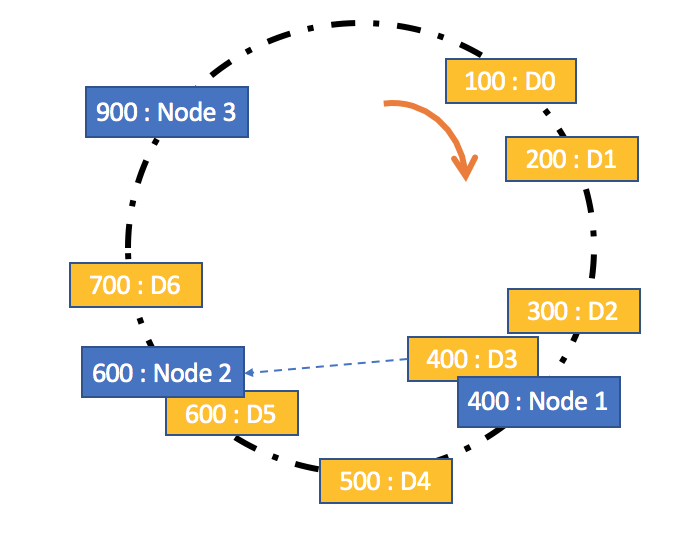 100 : D0
900 : Node 3
200 : D1
700 : D6
300 : D2
400 : D3
600 : Node 2
400 : Node 1
600 : D5
500 : D4